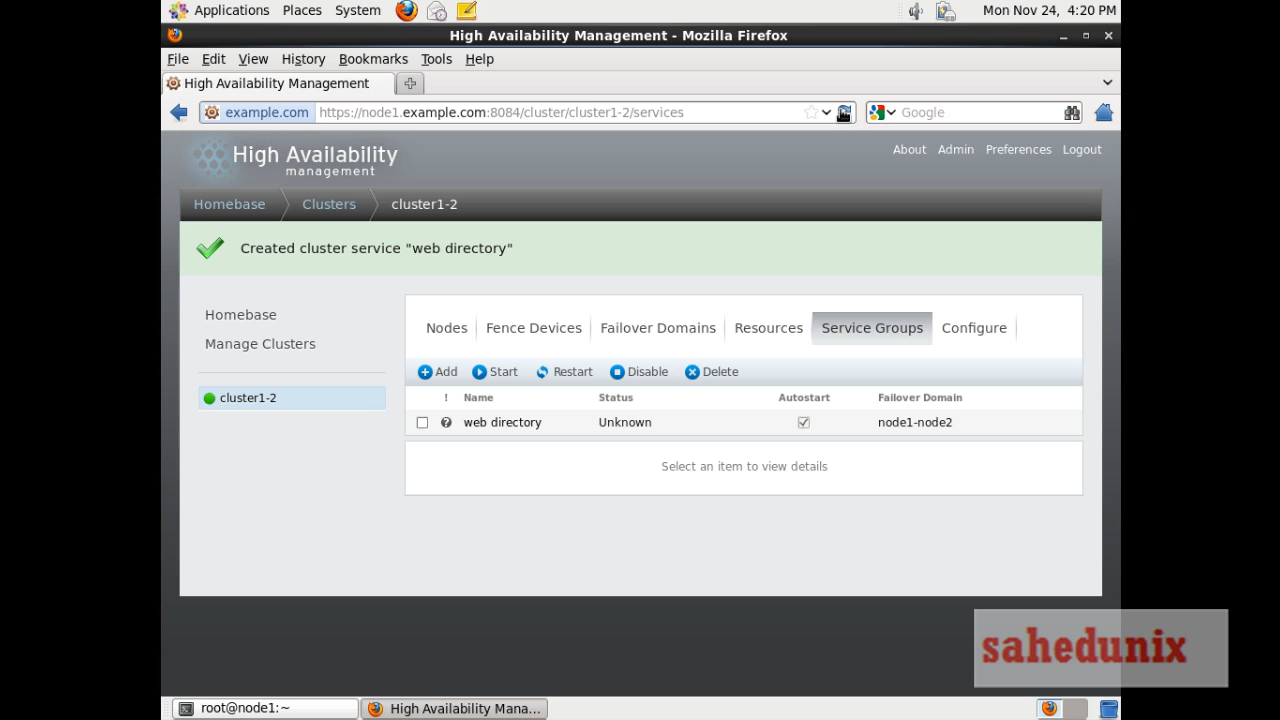 Applications Places System Mon Nov 24, 4:20 PM
High Availability Management - Mozilla Firefox
File Edit View History Bookmarks Tools Help
High Availability Management
example.com https://node1.example.com:8084/cluster/cluster1-2/services Google
High Availability
management
About Admin Preferences Logout
Homebase Clusters cluster1-2
Created cluster service "web directory"
Homebase
Manage Clusters
cluster1-2
Nodes Fence Devices Failover Domains Resources Service Groups Configure
Add Start Restart Disable Delete
! Name Status Autostart Failover Domain
? web directory Unknown node1-node2
Select an item to view details
sahedunix
root@node1:~ High Availability Mana...